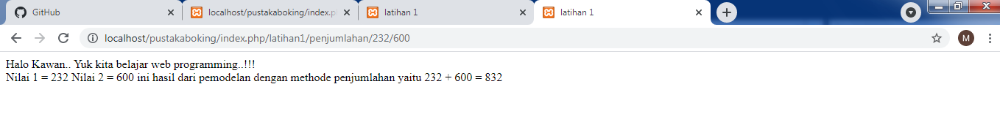 GitHub
localhost/pustakaboking/index.p
latihan 1
latihan 1
localhost/pustakaboking/index.php/latihan1/penjumlahan/232/600
M
Halo Kawan.. Yuk kita belajar web programming..!!!
Nilai 1 = 232 Nilai 2 = 600 ini hasil dari pemodelan dengan methode penjumlahan yaitu 232 + 600 = 832